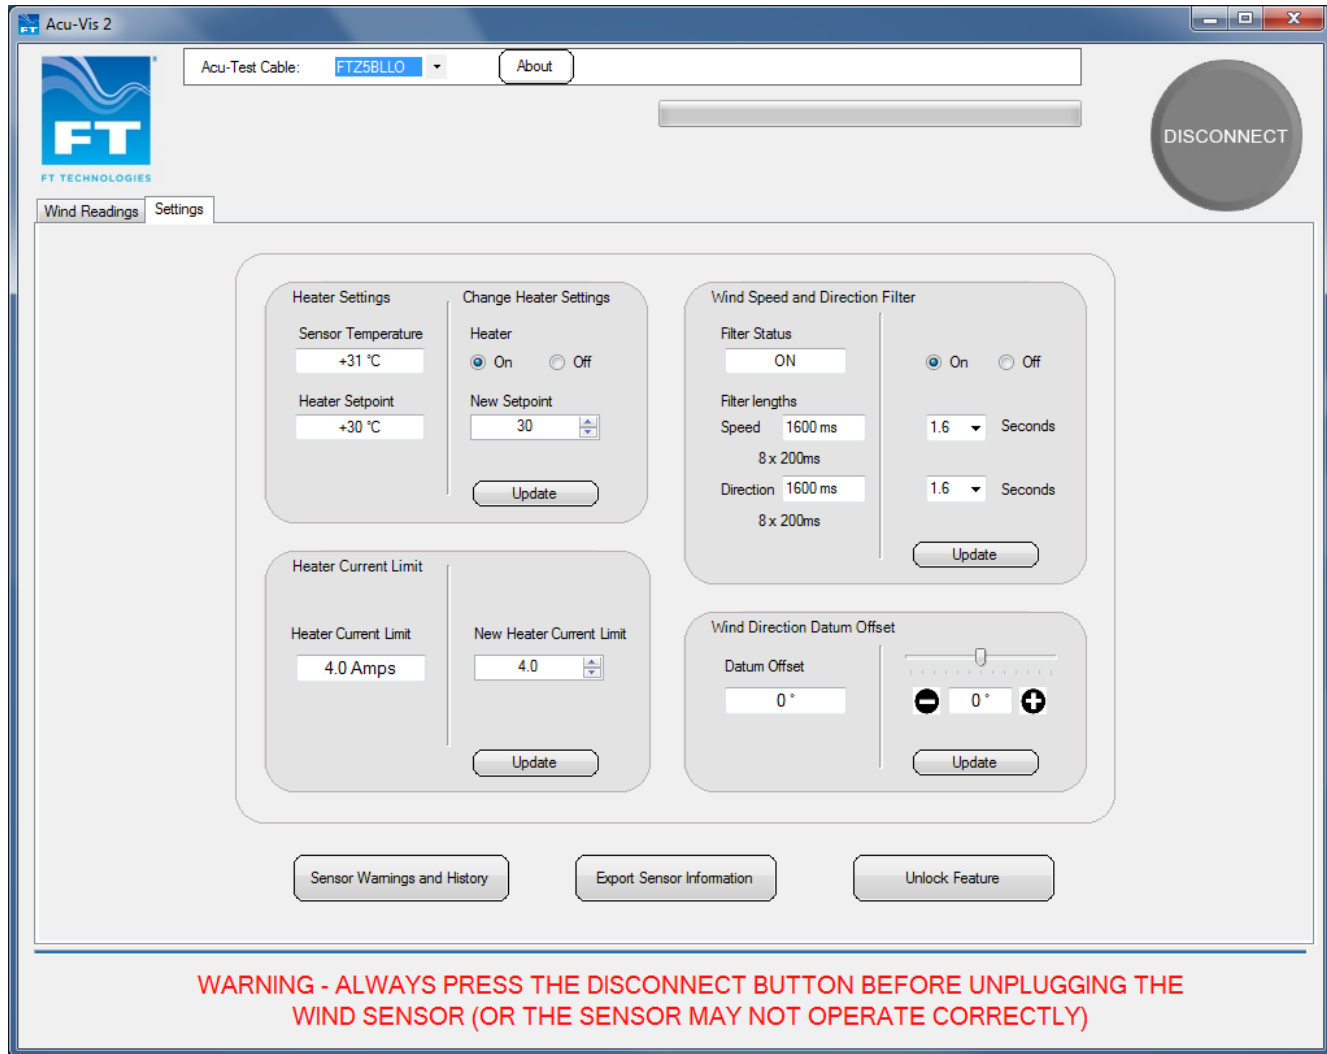 Acu-Vis 2
Acu-Test Cable: FTZ5BLLO About
DISCONNECT
FT
FT TECHNOLOGIES
Wind Readings Settings
Heater Settings Change Heater Settings
Sensor Temperature Heater
+31 °C On Off
Heater Setpoint New Setpoint
+30 °C 30
Update
Wind Speed and Direction Filter
Filter Status
ON On Off
Filter lengths
Speed 1600 ms 1.6 Seconds
8 x 200ms
Direction 1600 ms 1.6 Seconds
8 x 200ms
Update
Heater Current Limit
Heater Current Limit New Heater Current Limit
4.0 Amps 4.0
Update
Wind Direction Datum Offset
Datum Offset
0 ° 0 °
Update
Sensor Warnings and History Export Sensor Information Unlock Feature
WARNING - ALWAYS PRESS THE DISCONNECT BUTTON BEFORE UNPLUGGING THE
WIND SENSOR (OR THE SENSOR MAY NOT OPERATE CORRECTLY)